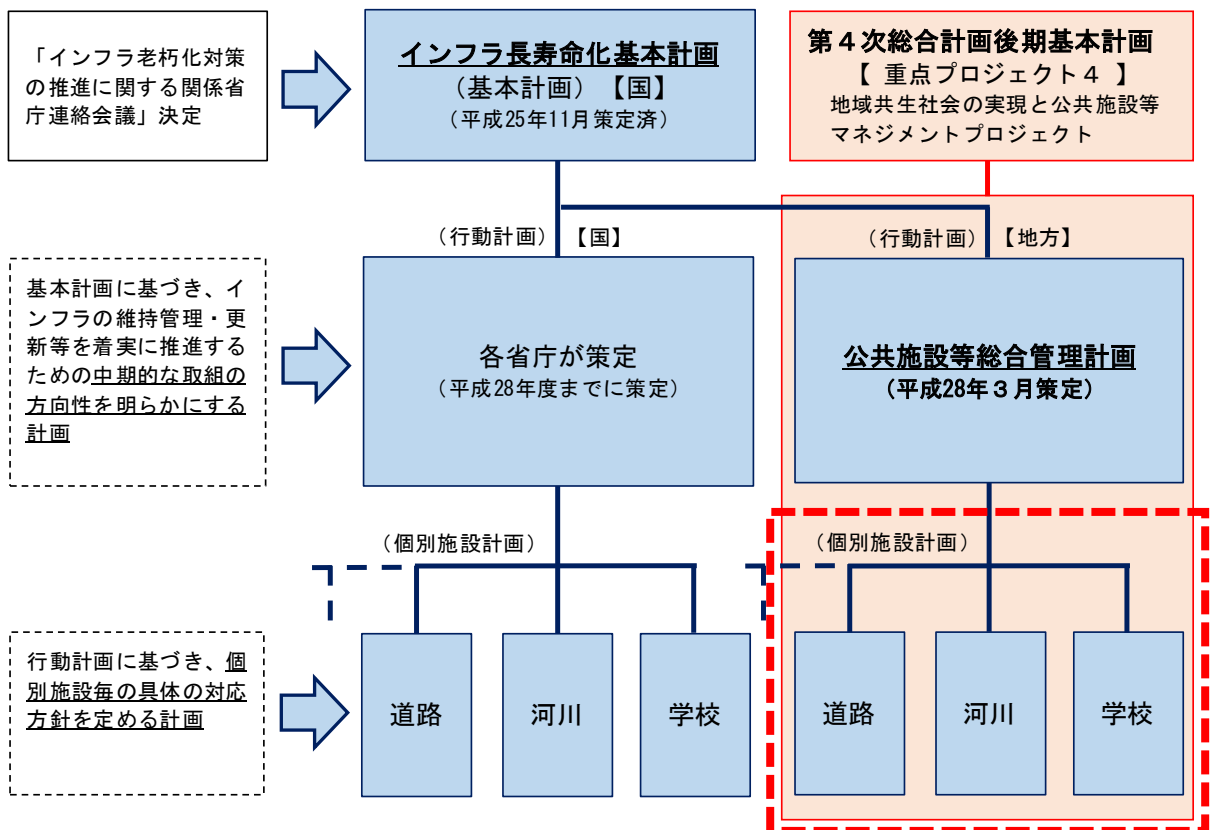 「インフラ老朽化対策
の推進に関する関係省
庁連絡会議」決定
インフラ長寿命化基本計画
(基本計画)【国】
(平成25年11月策定済)
第4次総合計画後期基本計画
【 重点プロジェクト4 】
地域共生社会の実現と公共施設等
マネジメントプロジェクト
(行動計画)【国】
(行動計画)【地方】
基本計画に基づき、イ
ンフラの維持管理・更
新等を着実に推進する
ための中期的な取組の
方向性を明らかにする
計画
各省庁が策定
(平成28年度までに策定)
公共施設等総合管理計画
(平成28年3月策定)
(個別施設計画)
(個別施設計画)
行動計画に基づき、個
別施設毎の具体の対応
方針を定める計画
道路
河川
学校
道路
河川
学校